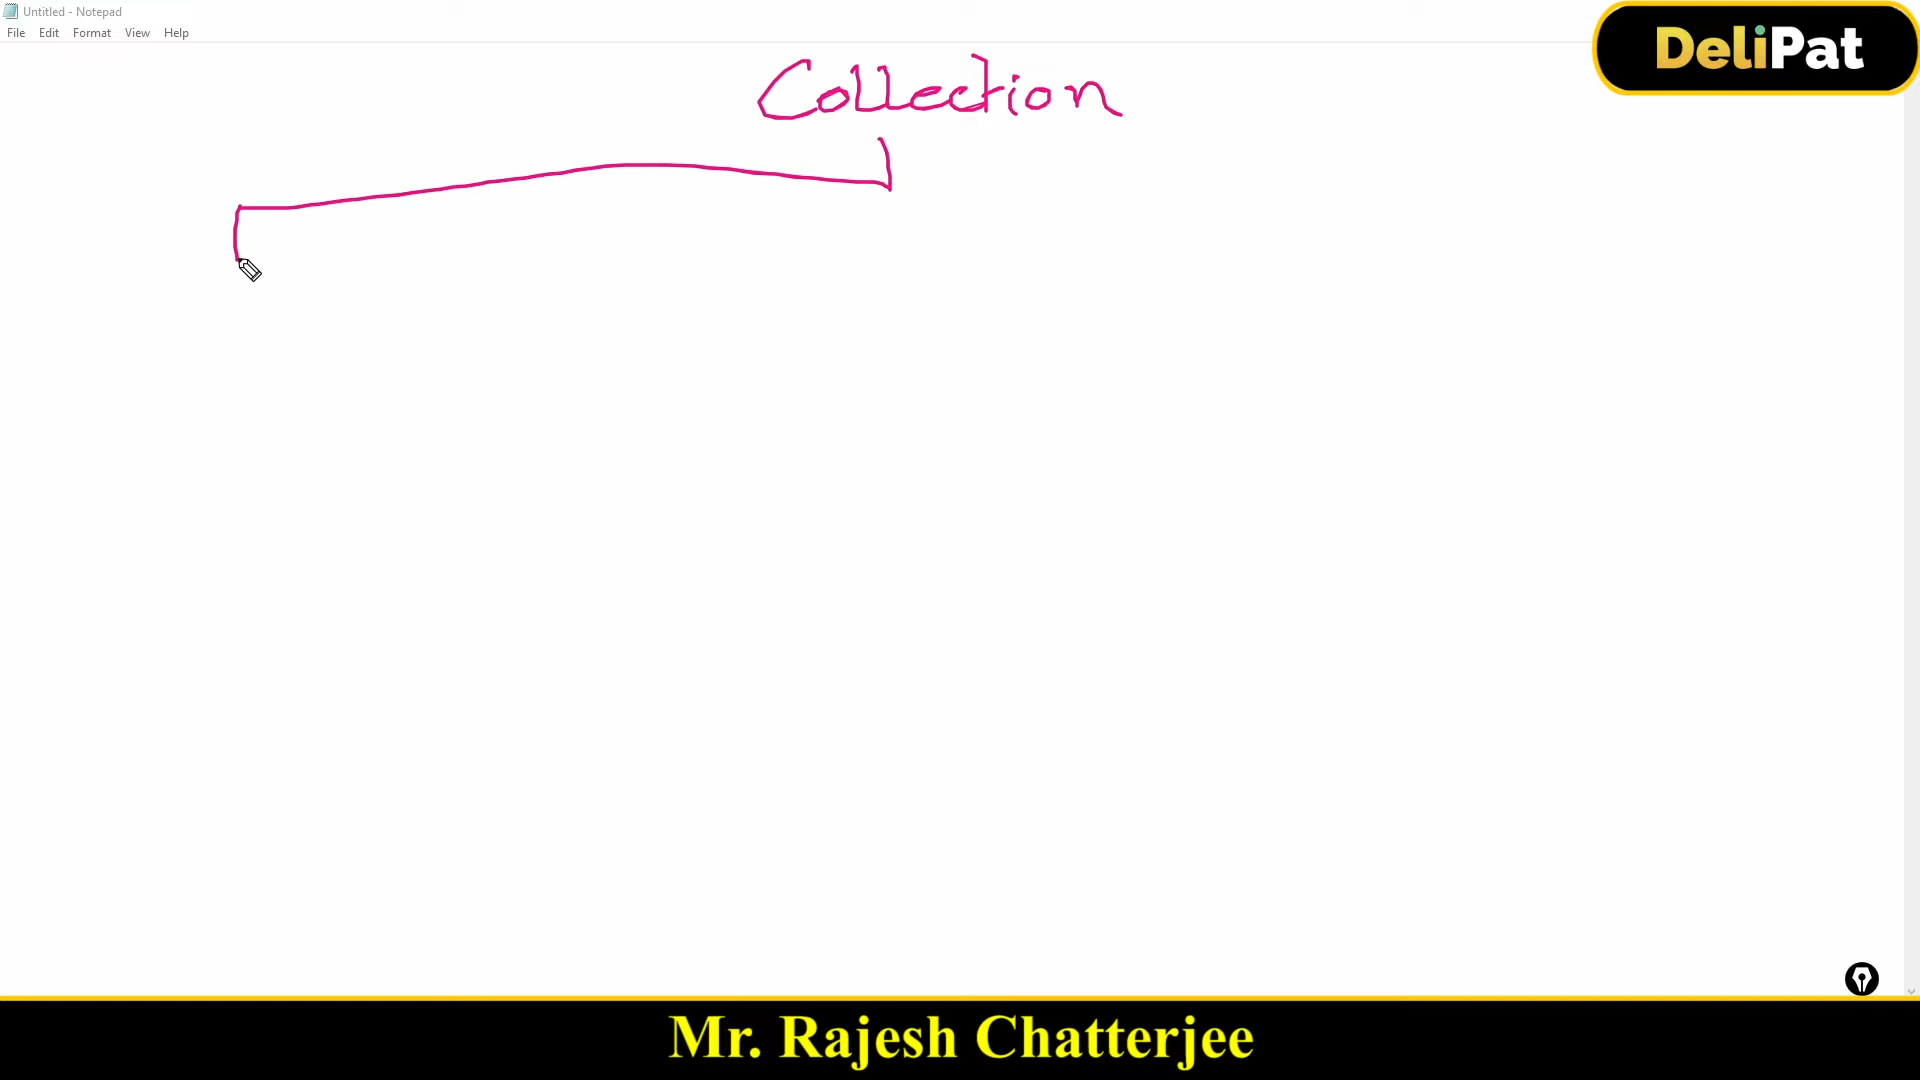 Untitled - Notepad
File Edit Format View Help
DeliPat
Collection
Mr. Rajesh Chatterjee